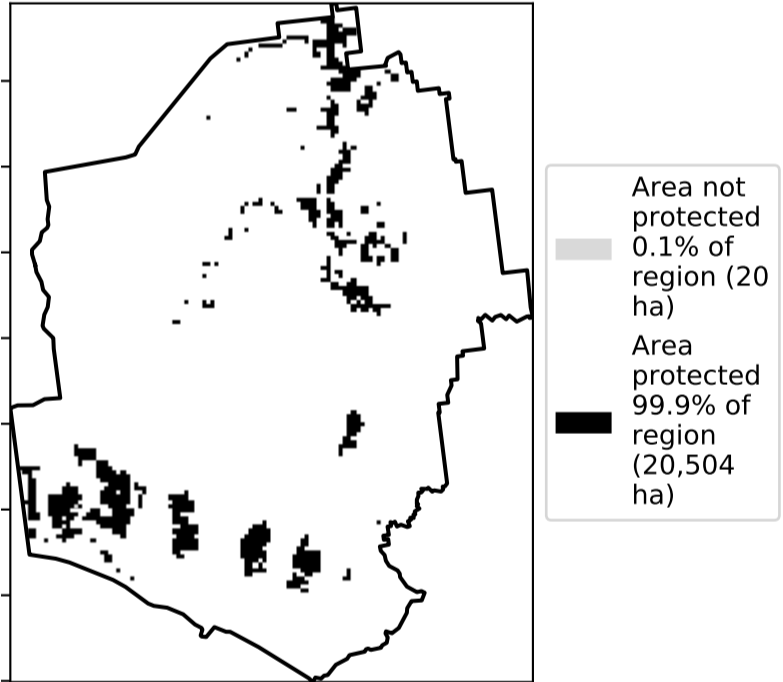 Area not
protected
0.1% of
region (20
ha)
Area
protected
99.9% of
region
(20,504
ha)